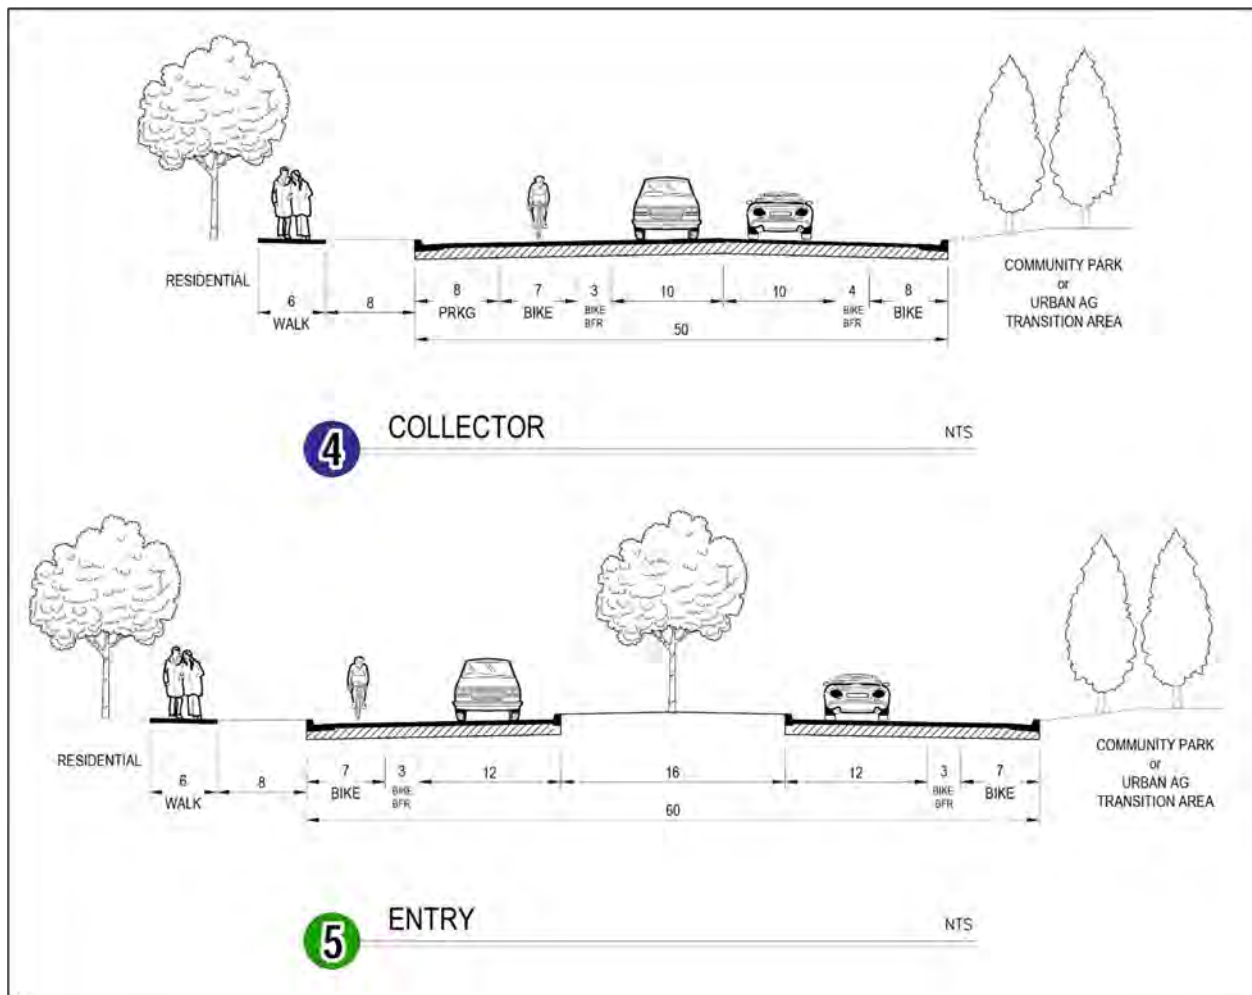 RESIDENTIAL
COMMUNITY PARK
or
URBAN AG
TRANSITION AREA
6
WALK
8
8
PRKG
7
BIKE
3
BIKE
BFR
10
10
4
BIKE
BFR
8
BIKE
50
4
COLLECTOR
NTS
RESIDENTIAL
COMMUNITY PARK
or
URBAN AG
TRANSITION AREA
6
WALK
8
7
BIKE
3
BIKE
BFR
12
16
12
3
BIKE
BFR
7
BIKE
60
5
ENTRY
NTS